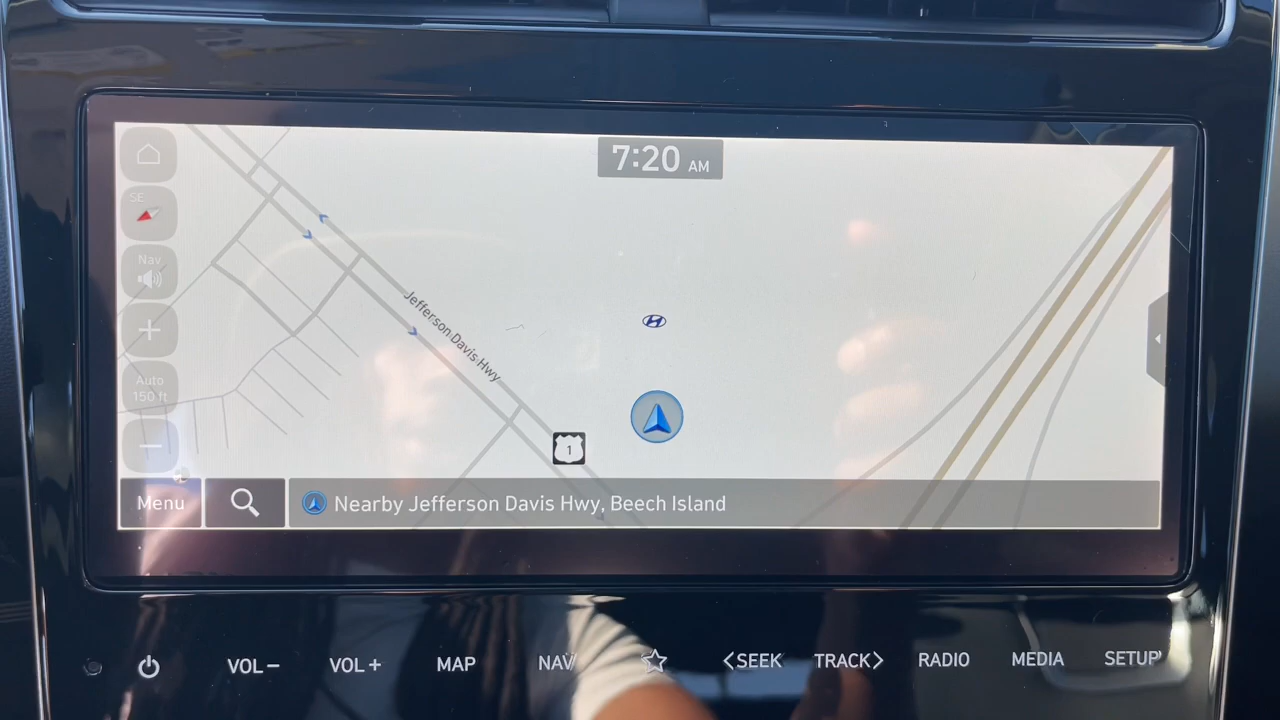 7:20 AM
SE
Nav
Auto
150 ft
Jefferson Davis Hwy
1
Menu
Nearby Jefferson Davis Hwy, Beech Island
VOL− VOL+ MAP NAV <SEEK TRACK> RADIO MEDIA SETUP